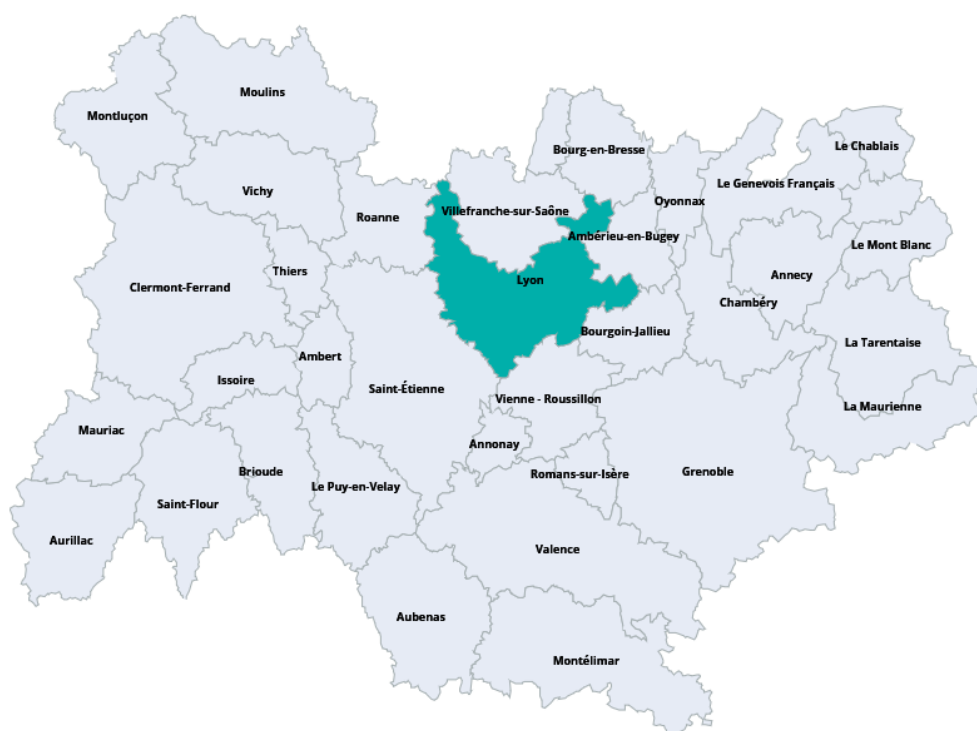 Moulins
Montluçon
Le Chablais
Bourg-en-Bresse
Le Genevois Français
Vichy
Oyonnax
Villefranche-sur-Saône
Roanne
Ambérieu-en-Bugey
Le Mont Blanc
Thiers
Annecy
Lyon
Clermont-Ferrand
Chambéry
Bourgoin-Jallieu
La Tarentaise
Ambert
Issoire
Saint-Étienne
Vienne - Roussillon
La Maurienne
Mauriac
Annonay
Brioude
Grenoble
Romans-sur-Isère
Le Puy-en-Velay
Saint-Flour
Aurillac
Valence
Aubenas
Montélimar